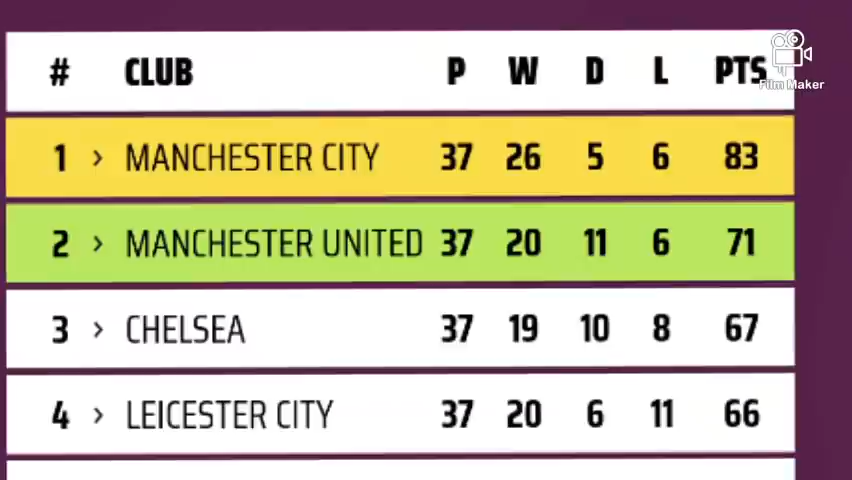 # CLUB P W D L PTS
Film Maker
1 > MANCHESTER CITY 37 26 5 6 83
2 > MANCHESTER UNITED 37 20 11 6 71
3 > CHELSEA 37 19 10 8 67
4 > LEICESTER CITY 37 20 6 11 66